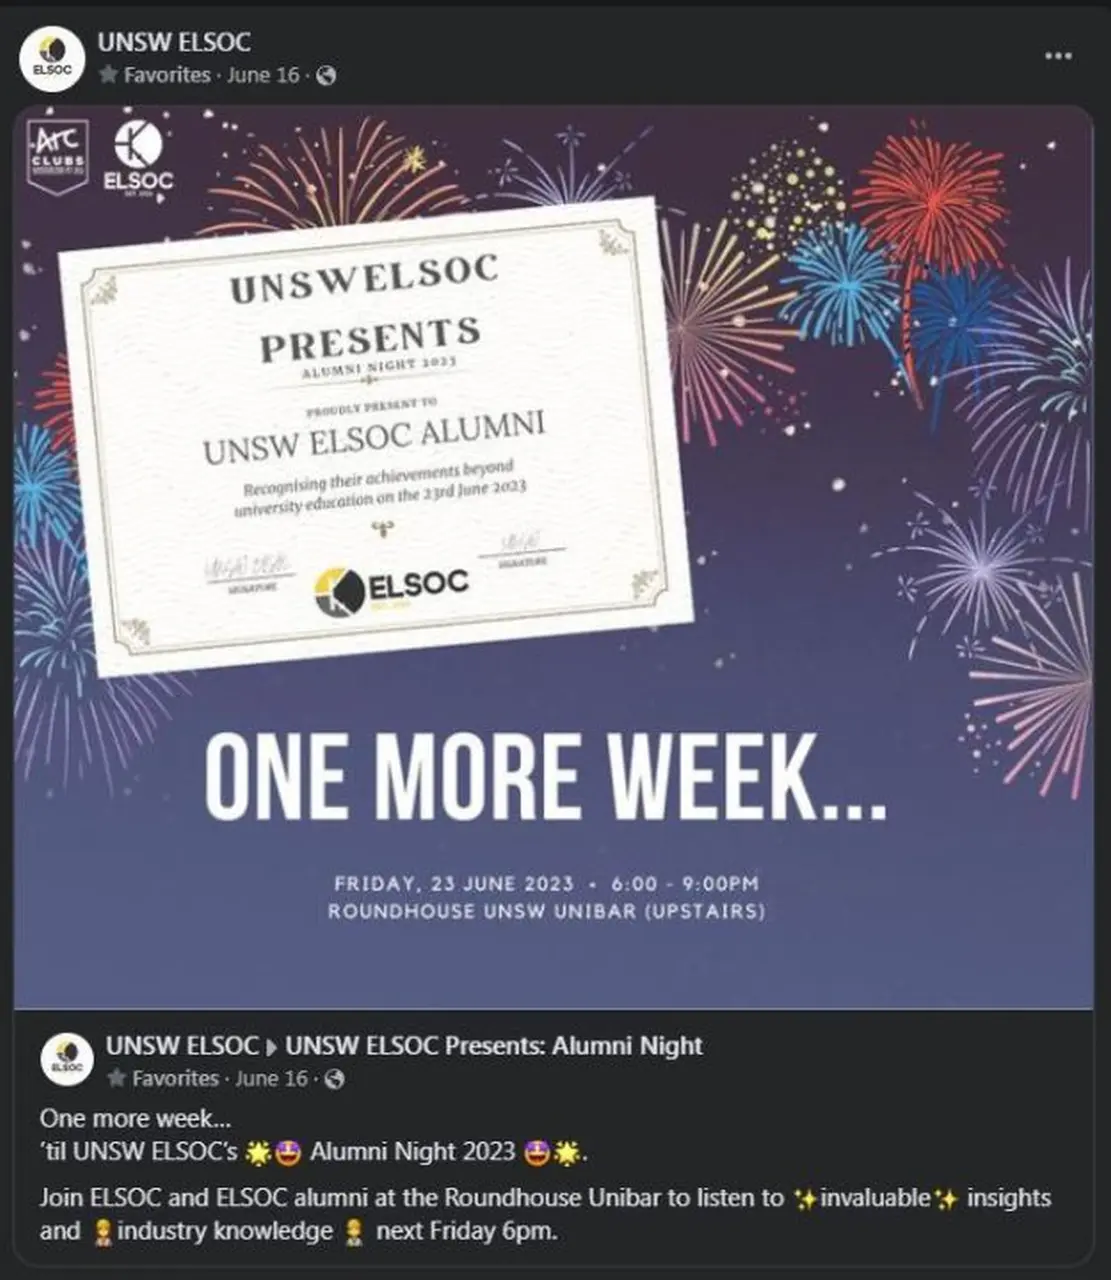 UNSW ELSOC
Favorites · June 16 ·
ELSOC
Arc
CLUBS
ELSOC
UNSWELSOC
PRESENTS
ALUMNI NIGHT 2023
PROUDLY PRESENT TO
UNSW ELSOC ALUMNI
Recognising their achievements beyond
university education on the 23rd June 2023
SIGNATURE
SIGNATURE
ELSOC
ONE MORE WEEK...
FRIDAY, 23 JUNE 2023 • 6:00 - 9:00PM
ROUNDHOUSE UNSW UNIBAR (UPSTAIRS)
ELSOC
UNSW ELSOC ▸ UNSW ELSOC Presents: Alumni Night
Favorites · June 16 ·
One more week...
'til UNSW ELSOC's 🌟🤩 Alumni Night 2023 🤩🌟.
Join ELSOC and ELSOC alumni at the Roundhouse Unibar to listen to ✨invaluable✨ insights
and 👷industry knowledge 👷 next Friday 6pm.